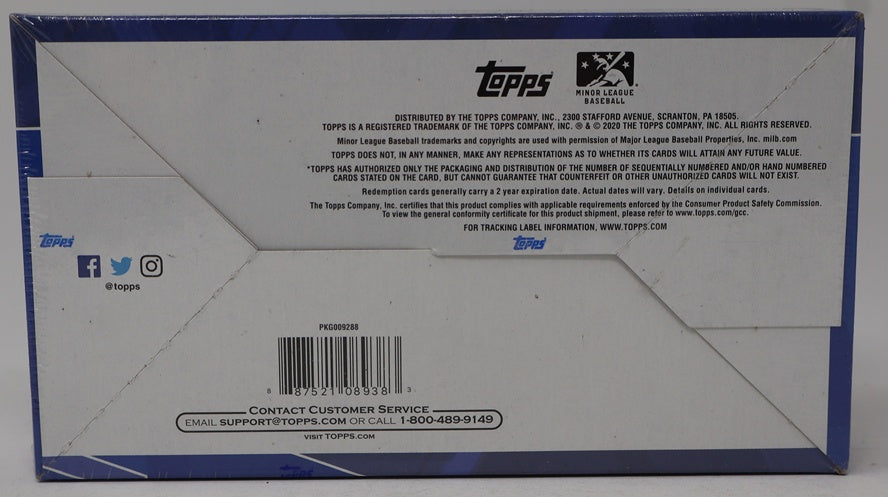 Topps
MINOR LEAGUE
BASEBALL
DISTRIBUTED BY THE TOPPS COMPANY, INC., 2300 STAFFORD AVENUE, SCRANTON, PA 18505.
TOPPS IS A REGISTERED TRADEMARK OF THE TOPPS COMPANY, INC. ® & © 2020 THE TOPPS COMPANY, INC. ALL RIGHTS RESERVED.
Minor League Baseball trademarks and copyrights are used with permission of Major League Baseball Properties, Inc. milb.com
TOPPS DOES NOT, IN ANY MANNER, MAKE ANY REPRESENTATIONS AS TO WHETHER ITS CARDS WILL ATTAIN ANY FUTURE VALUE.
*TOPPS HAS AUTHORIZED ONLY THE PACKAGING AND DISTRIBUTION OF THE NUMBER OF SEQUENTIALLY NUMBERED AND/OR HAND NUMBERED
CARDS STATED ON THE CARD, BUT CANNOT GUARANTEE THAT COUNTERFEIT OR OTHER UNAUTHORIZED CARDS WILL NOT EXIST.
Redemption cards generally carry a 2 year expiration date. Actual dates will vary. Details on individual cards.
The Topps Company, Inc. certifies that this product complies with applicable requirements enforced by the Consumer Product Safety Commission.
To view the general conformity certificate for this product shipment, please refer to www.topps.com/gcc.
FOR TRACKING LABEL INFORMATION, WWW.TOPPS.COM
Topps
Topps
@topps
PKG009288
8 87521 08938 3
CONTACT CUSTOMER SERVICE
EMAIL SUPPORT@TOPPS.COM OR CALL 1-800-489-9149
VISIT TOPPS.COM
Topps